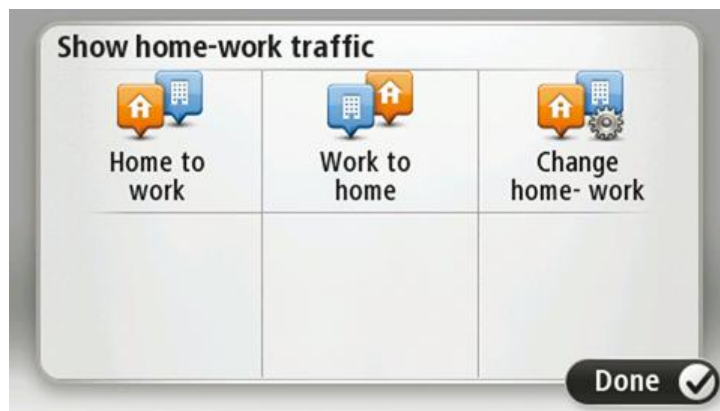 Show home-work traffic
Home to
work
Work to
home
Change
home- work
Done